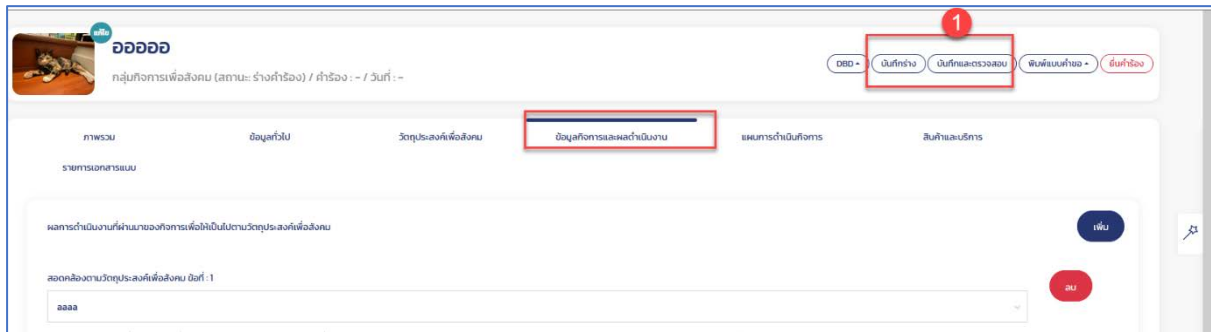 1
แก้ไข
ออออออ
กลุ่มกิจการเพื่อสังคม (สถานะ: ร่างคำร้อง) / คำร้อง : - / วันที่ : -
DBD บันทึกร่าง บันทึกและตรวจสอบ พิมพ์แบบคำขอ ยื่นคำร้อง
ภาพรวม ข้อมูลทั่วไป วัตถุประสงค์เพื่อสังคม ข้อมูลกิจการและผลดำเนินงาน แผนการดำเนินกิจการ สินค้าและบริการ
รายการเอกสารแนบ
ผลการดำเนินงานที่ผ่านมาของกิจการเพื่อให้เป็นไปตามวัตถุประสงค์เพื่อสังคม เพิ่ม
สอดคล้องตามวัตถุประสงค์เพื่อสังคม ข้อที่ : 1 ลบ
ลลลล